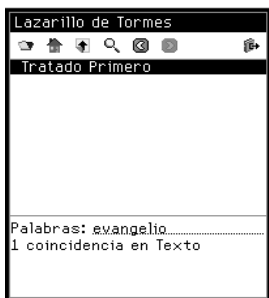 Lazarillo de Tormes
Tratado Primero
Palabras: evangelio
1 coincidencia en Texto